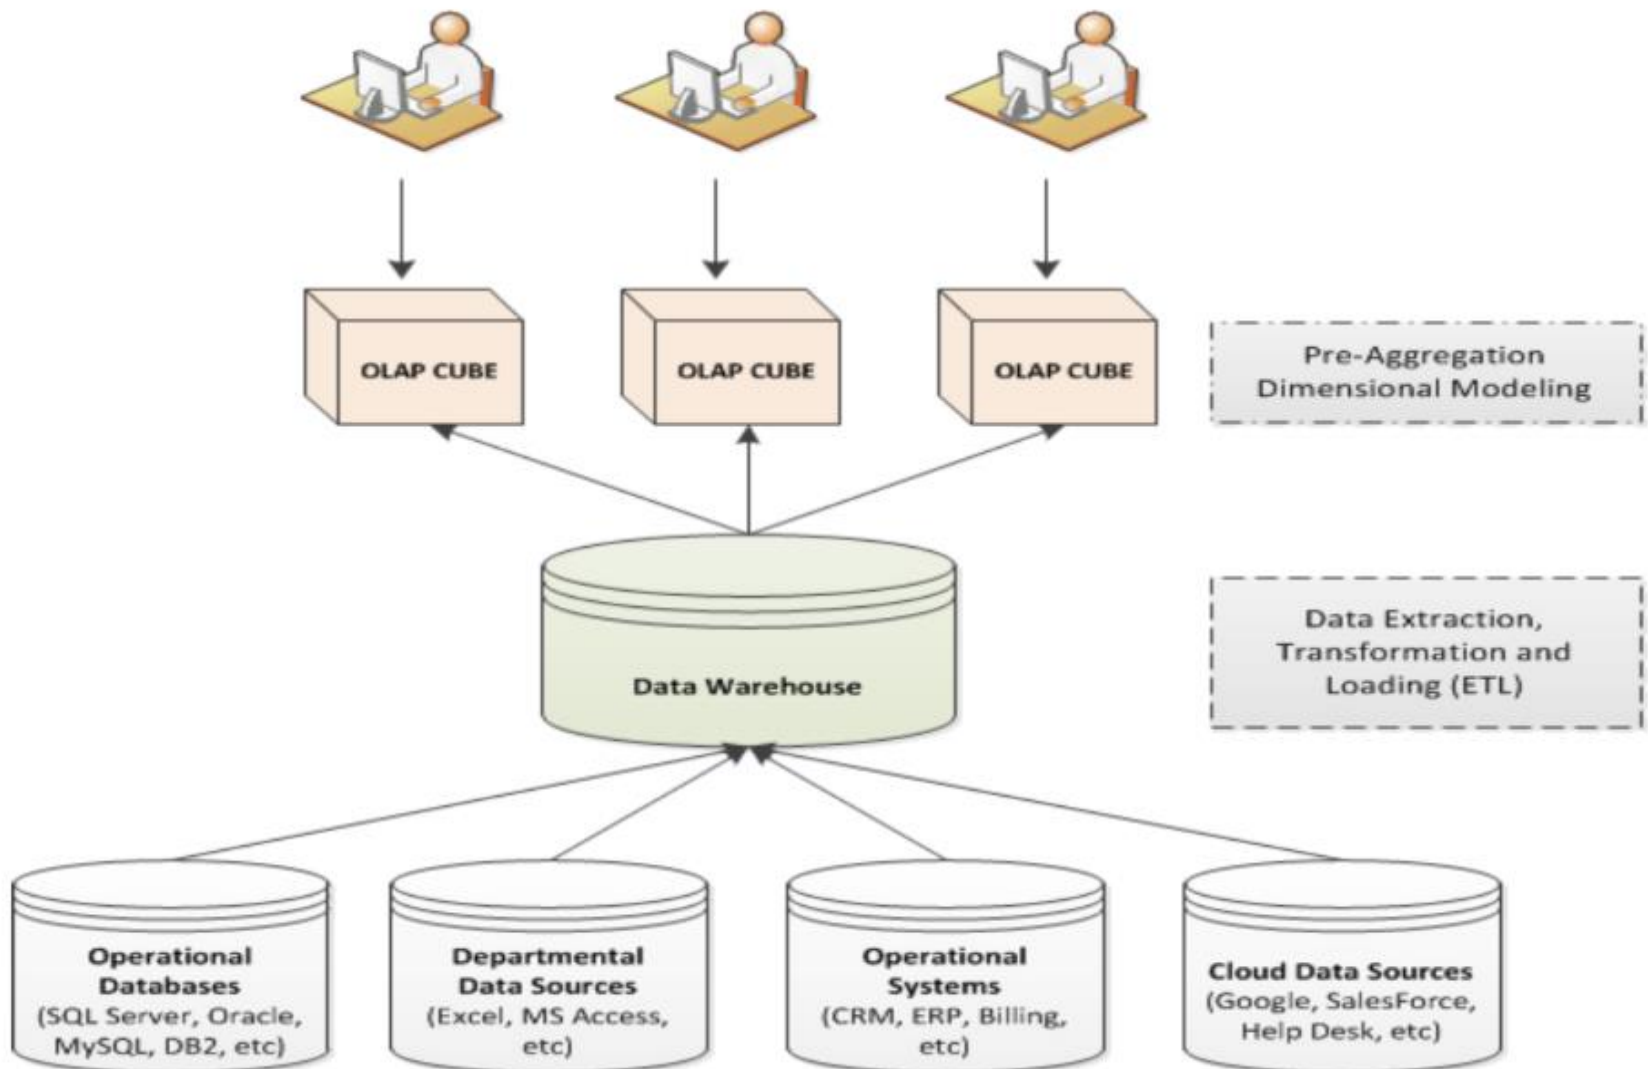 OLAP CUBE
OLAP CUBE
OLAP CUBE
Pre-Aggregation
Dimensional Modeling
Data Warehouse
Data Extraction,
Transformation and
Loading (ETL)
Operational
Databases
(SQL Server, Oracle,
MySQL, DB2, etc)
Departmental
Data Sources
(Excel, MS Access,
etc)
Operational
Systems
(CRM, ERP, Billing,
etc)
Cloud Data Sources
(Google, SalesForce,
Help Desk, etc)